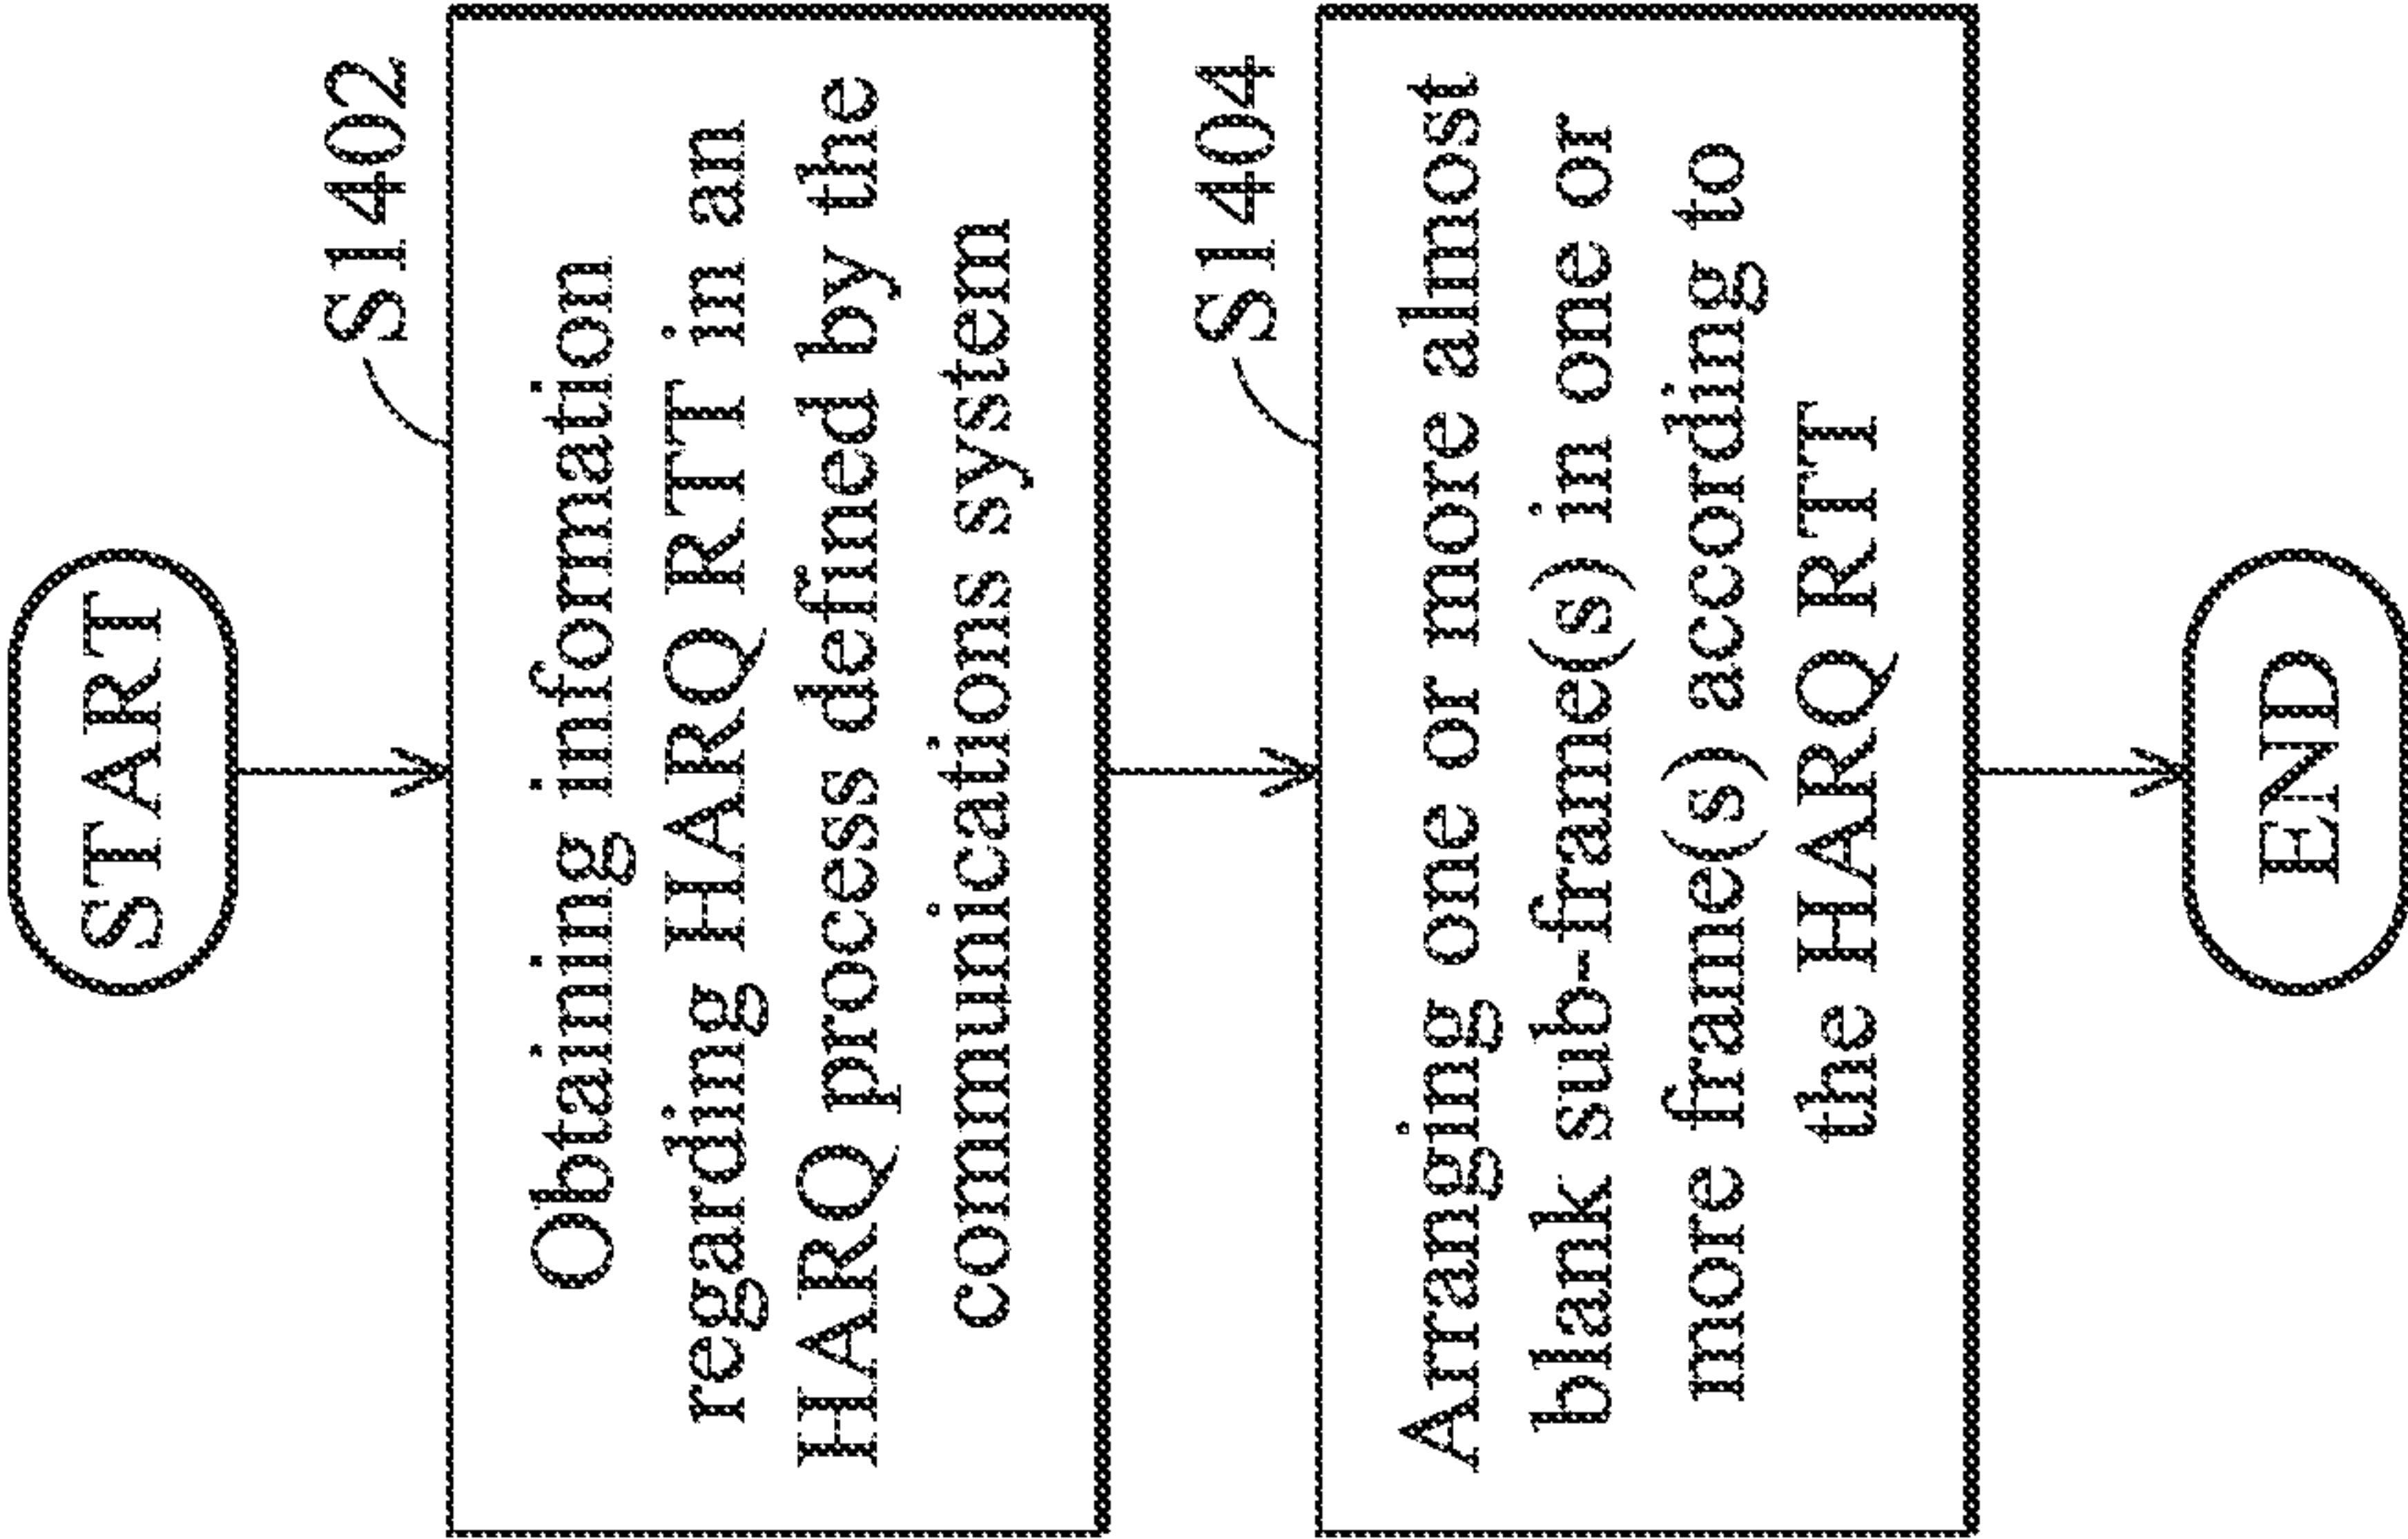 START
S1402
Obtaining information
regarding HARQ RTT in an
HARQ process defined by the
communications system
S1404
Arranging one or more almost
blank sub-frame(s) in one or
more frame(s) according to
the HARQ RTT
END